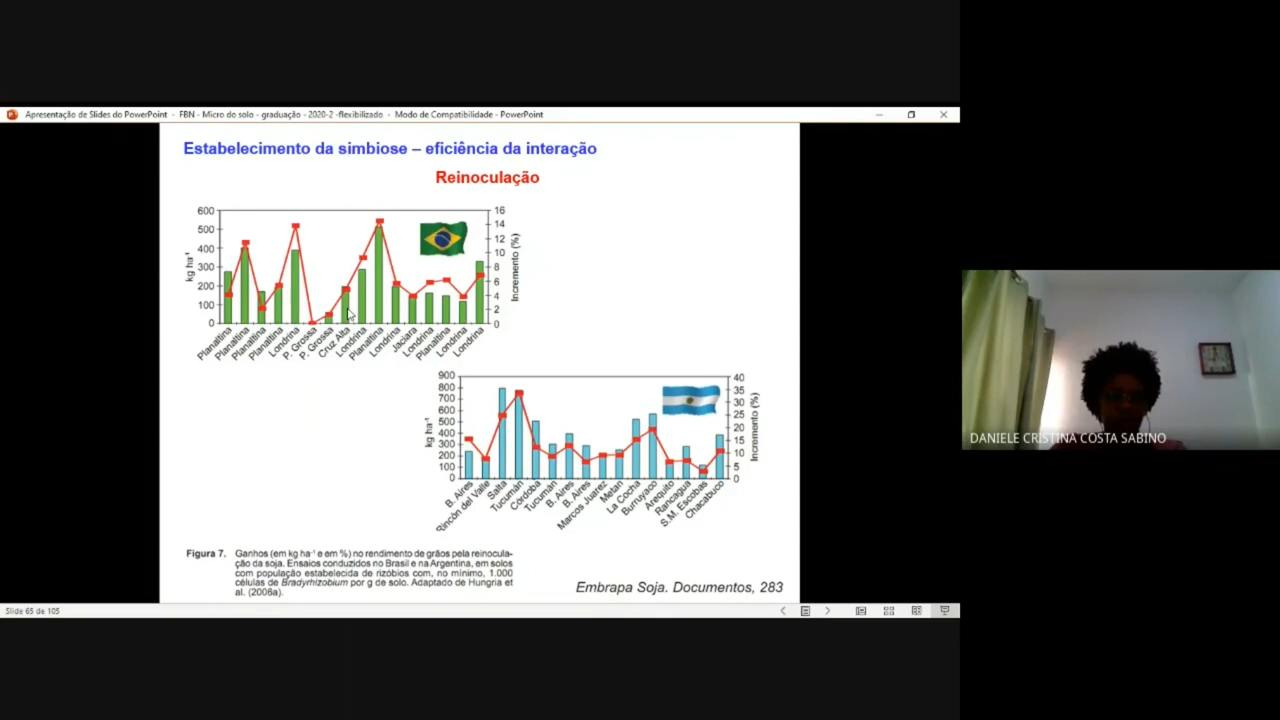 Apresentação de Slides do PowerPoint - FBN - Micro do solo - graduação - 2020-2 -flexibilizado - Modo de Compatibilidade - PowerPoint
Estabelecimento da simbiose – eficiência da interação
Reinoculação
600
500
400
300
200
100
0
kg ha⁻¹
16
14
12
10
8
6
4
2
0
Incremento (%)
Planaltina
Planaltina
Planaltina
Planaltina
Londrina
P. Grossa
P. Grossa
Cruz Alta
Londrina
Planaltina
Londrina
Jaciara
Londrina
Planaltina
Londrina
Londrina
900
800
700
600
500
400
300
200
100
0
kg ha⁻¹
40
35
30
25
20
15
10
5
0
Incremento (%)
B. Aires
Rincón del Valle
Salta
Tucumán
Córdoba
Tucumán
B. Aires
B. Aires
Marcos Juarez
Metan
La Cocha
Burruyaco
Arequito
Rancagua
S.M. Escobas
Chacabuco
Figura 7. Ganhos (em kg ha⁻¹ e em %) no rendimento de grãos pela reinocula-
ção da soja. Ensaios conduzidos no Brasil e na Argentina, em solos
com população estabelecida de rizóbios com, no mínimo, 1.000
células de Bradyrhizobium por g de solo. Adaptado de Hungria et
al. (2006a).
Embrapa Soja. Documentos, 283
Slide 65 de 105
DANIELE CRISTINA COSTA SABINO